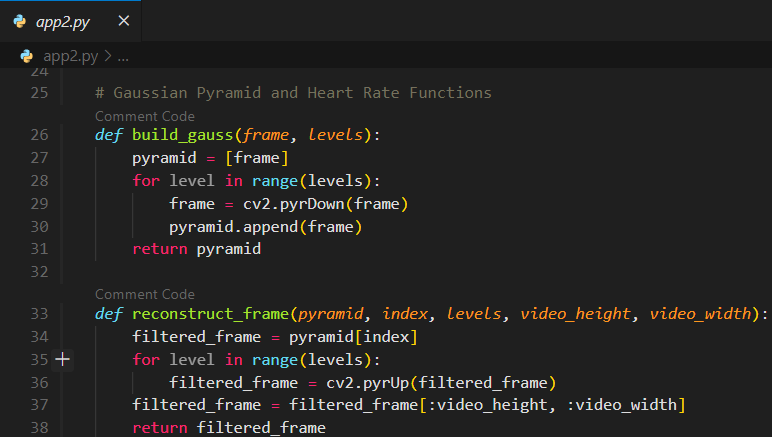 app2.py ×
app2.py > ...
24
25 # Gaussian Pyramid and Heart Rate Functions
Comment Code
26 def build_gauss(frame, levels):
27     pyramid = [frame]
28     for level in range(levels):
29         frame = cv2.pyrDown(frame)
30         pyramid.append(frame)
31     return pyramid
32
Comment Code
33 def reconstruct_frame(pyramid, index, levels, video_height, video_width):
34     filtered_frame = pyramid[index]
35     for level in range(levels):
36         filtered_frame = cv2.pyrUp(filtered_frame)
37     filtered_frame = filtered_frame[:video_height, :video_width]
38     return filtered_frame